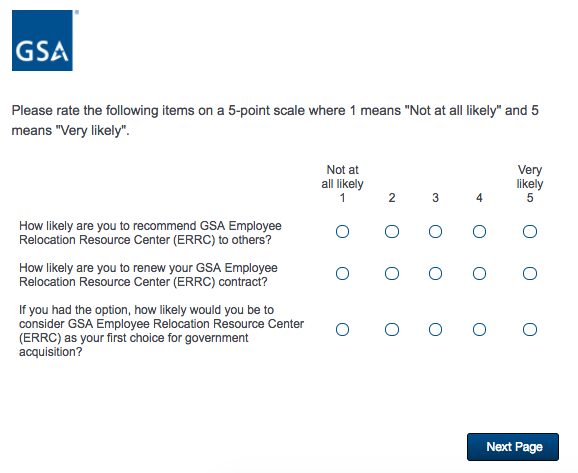 GSA
Please rate the following items on a 5-point scale where 1 means "Not at all likely" and 5
means "Very likely".
Not at
all likely
1
2
3
4
Very
likely
5
How likely are you to recommend GSA Employee
Relocation Resource Center (ERRC) to others?
How likely are you to renew your GSA Employee
Relocation Resource Center (ERRC) contract?
If you had the option, how likely would you be to
consider GSA Employee Relocation Resource Center
(ERRC) as your first choice for government
acquisition?
Next Page